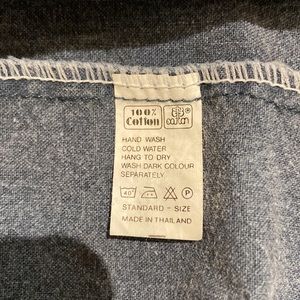 100%
Cotton
HAND WASH
COLD WATER
HANG TO DRY
WASH DARK COLOUR
SEPARATELY
40° P
STANDARD - SIZE
MADE IN THAILAND